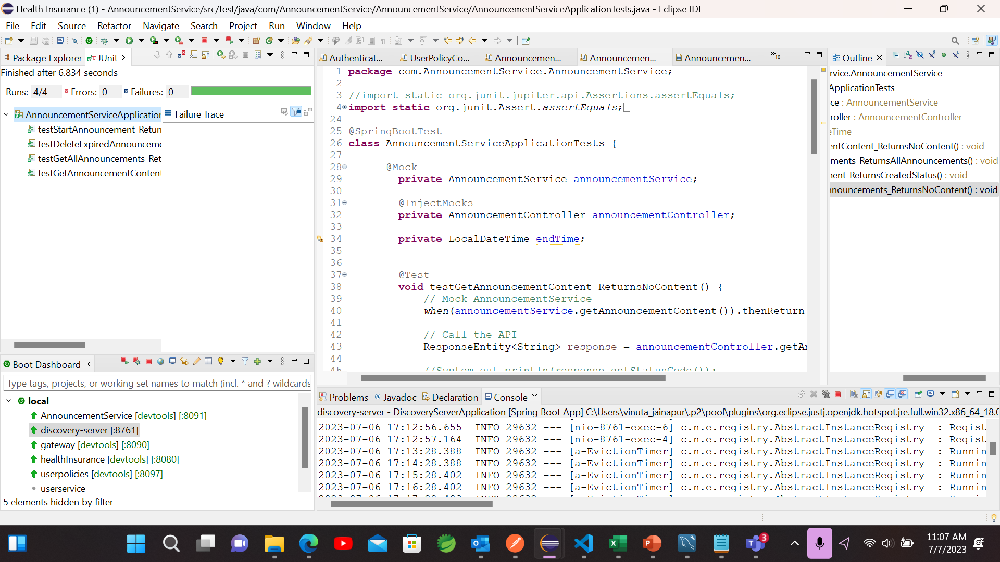 Health Insurance (1) - AnnouncementService/src/test/java/com/AnnouncementService/AnnouncementService/AnnouncementServiceApplicationTests.java - Eclipse IDE
File Edit Source Refactor Navigate Search Project Run Window Help
Package Explorer JUnit
Finished after 6.834 seconds
Runs: 4/4 Errors: 0 Failures: 0
AnnouncementServiceApplication
testStartAnnouncement_Return
testDeleteExpiredAnnounceme
testGetAllAnnouncements_Ret
testGetAnnouncementContent
Failure Trace
Boot Dashboard
Type tags, projects, or working set names to match (incl. * and ? wildcards
local
AnnouncementService [devtools] [:8091]
discovery-server [:8761]
gateway [devtools] [:8090]
healthInsurance [devtools] [:8080]
userpolicies [devtools] [:8097]
userservice
5 elements hidden by filter
Authenticat... UserPolicyCo... Announcemen... Announcemen... Announcemen... »10
1 package com.AnnouncementService.AnnouncementService;
2
3 //import static org.junit.jupiter.api.Assertions.assertEquals;
4 import static org.junit.Assert.assertEquals;
24
25 @SpringBootTest
26 class AnnouncementServiceApplicationTests {
27
28 @Mock
29 private AnnouncementService announcementService;
30
31 @InjectMocks
32 private AnnouncementController announcementController;
33
34 private LocalDateTime endTime;
35
36
37 @Test
38 void testGetAnnouncementContent_ReturnsNoContent() {
39 // Mock AnnouncementService
40 when(announcementService.getAnnouncementContent()).thenReturn
41
42 // Call the API
43 ResponseEntity<String> response = announcementController.getAn
44
45 //System.out.println(response.getStatusCode());
Outline
rvice.AnnouncementService
ApplicationTests
ce : AnnouncementService
roller : AnnouncementController
eTime
entContent_ReturnsNoContent() : void
ments_ReturnsAllAnnouncements() : void
nent_ReturnsCreatedStatus() : void
nnouncements_ReturnsNoContent() : void
Problems Javadoc Declaration Console
discovery-server - DiscoveryServerApplication [Spring Boot App] C:\Users\vinuta_jainapur\.p2\pool\plugins\org.eclipse.justj.openjdk.hotspot.jre.full.win32.x86_64_18.0
2023-07-06 17:12:56.655 INFO 29632 --- [nio-8761-exec-6] c.n.e.registry.AbstractInstanceRegistry : Regist
2023-07-06 17:12:57.164 INFO 29632 --- [nio-8761-exec-4] c.n.e.registry.AbstractInstanceRegistry : Regist
2023-07-06 17:13:28.388 INFO 29632 --- [a-EvictionTimer] c.n.e.registry.AbstractInstanceRegistry : Runnin
2023-07-06 17:14:28.388 INFO 29632 --- [a-EvictionTimer] c.n.e.registry.AbstractInstanceRegistry : Runnin
2023-07-06 17:15:28.402 INFO 29632 --- [a-EvictionTimer] c.n.e.registry.AbstractInstanceRegistry : Runnin
2023-07-06 17:16:28.402 INFO 29632 --- [a-EvictionTimer] c.n.e.registry.AbstractInstanceRegistry : Runnin
3
11:07 AM
7/7/2023